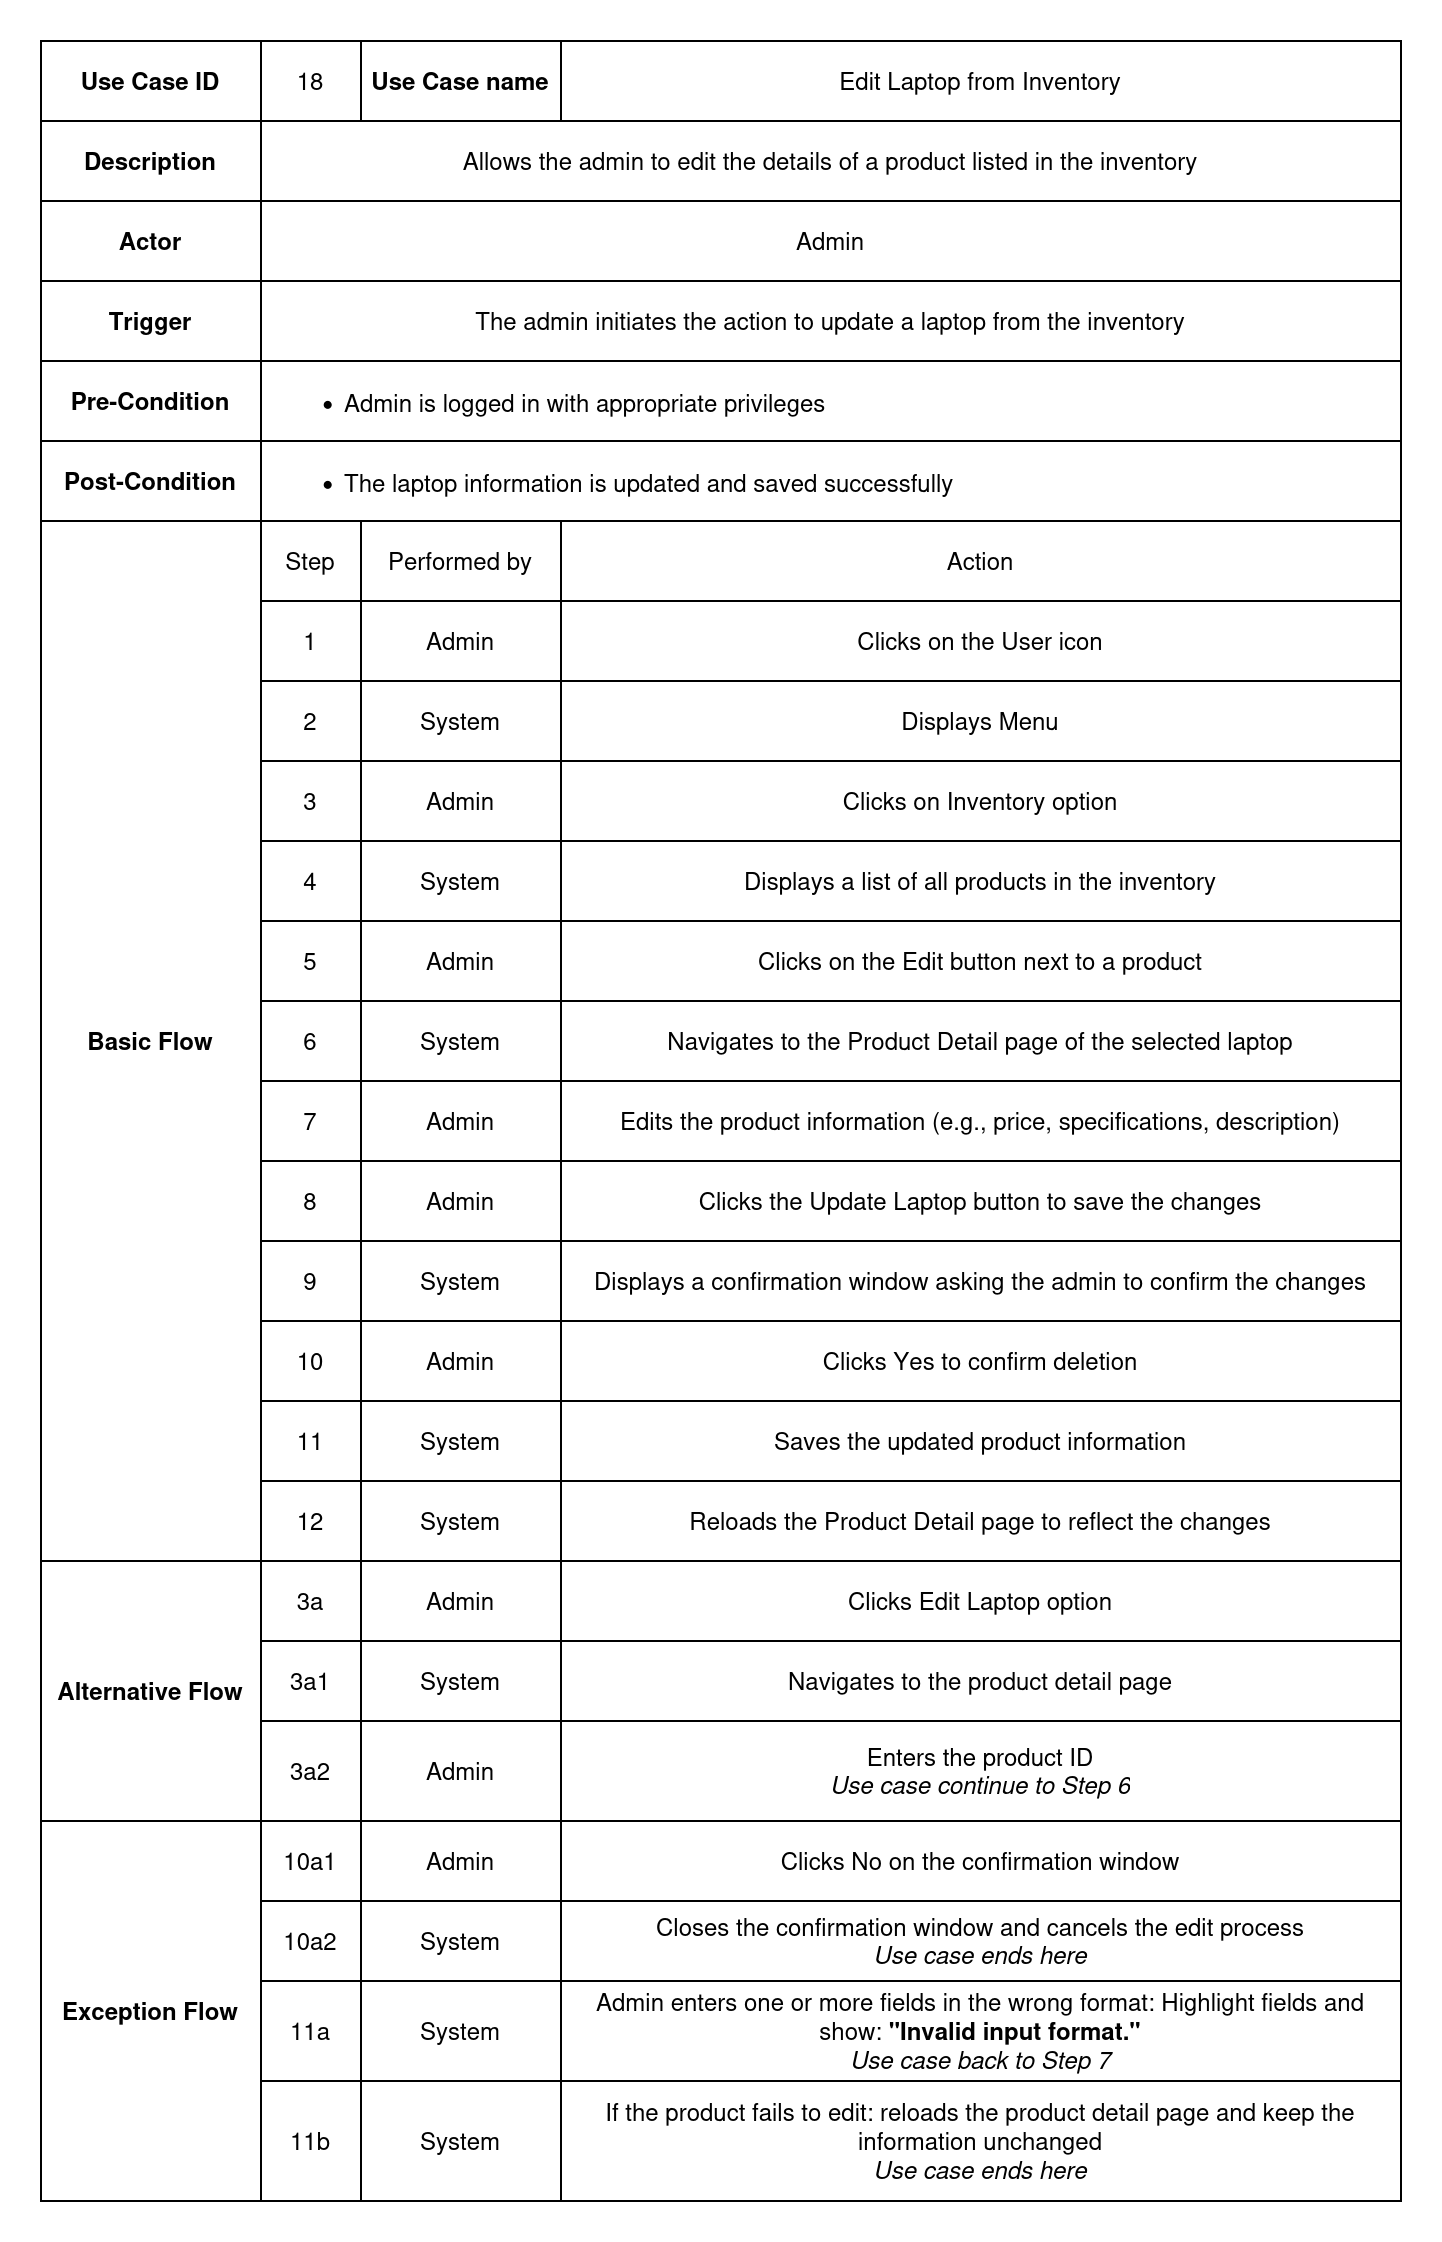 Use Case ID
18
Use Case name
Edit Laptop from Inventory
Description
Allows the admin to edit the details of a product listed in the inventory
Actor
Admin
Trigger
The admin initiates the action to update a laptop from the inventory
Pre-Condition
• Admin is logged in with appropriate privileges
Post-Condition
• The laptop information is updated and saved successfully
Basic Flow
Step
Performed by
Action
1
Admin
Clicks on the User icon
2
System
Displays Menu
3
Admin
Clicks on Inventory option
4
System
Displays a list of all products in the inventory
5
Admin
Clicks on the Edit button next to a product
6
System
Navigates to the Product Detail page of the selected laptop
7
Admin
Edits the product information (e.g., price, specifications, description)
8
Admin
Clicks the Update Laptop button to save the changes
9
System
Displays a confirmation window asking the admin to confirm the changes
10
Admin
Clicks Yes to confirm deletion
11
System
Saves the updated product information
12
System
Reloads the Product Detail page to reflect the changes
Alternative Flow
3a
Admin
Clicks Edit Laptop option
3a1
System
Navigates to the product detail page
3a2
Admin
Enters the product ID
Use case continue to Step 6
Exception Flow
10a1
Admin
Clicks No on the confirmation window
10a2
System
Closes the confirmation window and cancels the edit process
Use case ends here
11a
System
Admin enters one or more fields in the wrong format: Highlight fields and
show: "Invalid input format."
Use case back to Step 7
11b
System
If the product fails to edit: reloads the product detail page and keep the
information unchanged
Use case ends here